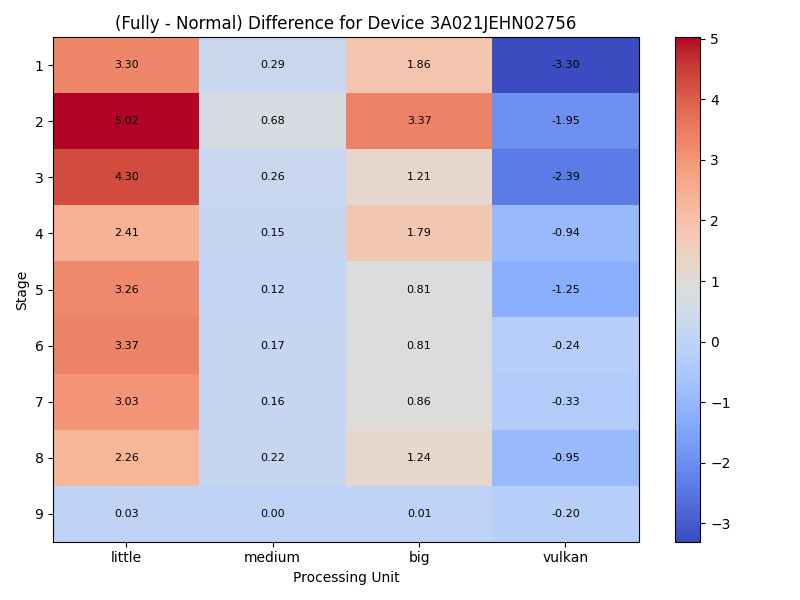 (Fully - Normal) Difference for Device 3A021JEHN02756
Stage
1 3.30 0.29 1.86 -3.30
2 5.02 0.68 3.37 -1.95
3 4.30 0.26 1.21 -2.39
4 2.41 0.15 1.79 -0.94
5 3.26 0.12 0.81 -1.25
6 3.37 0.17 0.81 -0.24
7 3.03 0.16 0.86 -0.33
8 2.26 0.22 1.24 -0.95
9 0.03 0.00 0.01 -0.20
little medium big vulkan
Processing Unit
5
4
3
2
1
0
−1
−2
−3